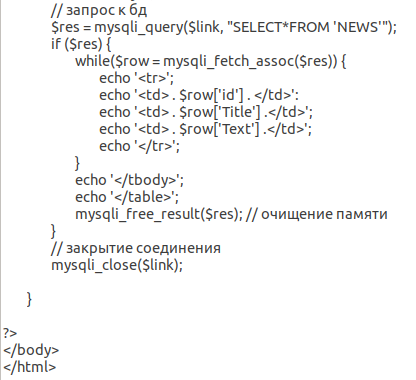 // запрос к бд
$res = mysqli_query($link, "SELECT*FROM 'NEWS'");
if ($res) {
while($row = mysqli_fetch_assoc($res)) {
echo '<tr>';
echo '<td> . $row['id'] . </td>':
echo '<td> . $row['Title'] .</td>';
echo '<td> . $row['Text'] .</td>';
echo '</tr>';
}
echo '</tbody>';
echo '</table>';
mysqli_free_result($res); // очищение памяти
}
// закрытие соединения
mysqli_close($link);
}
?>
</body>
</html>